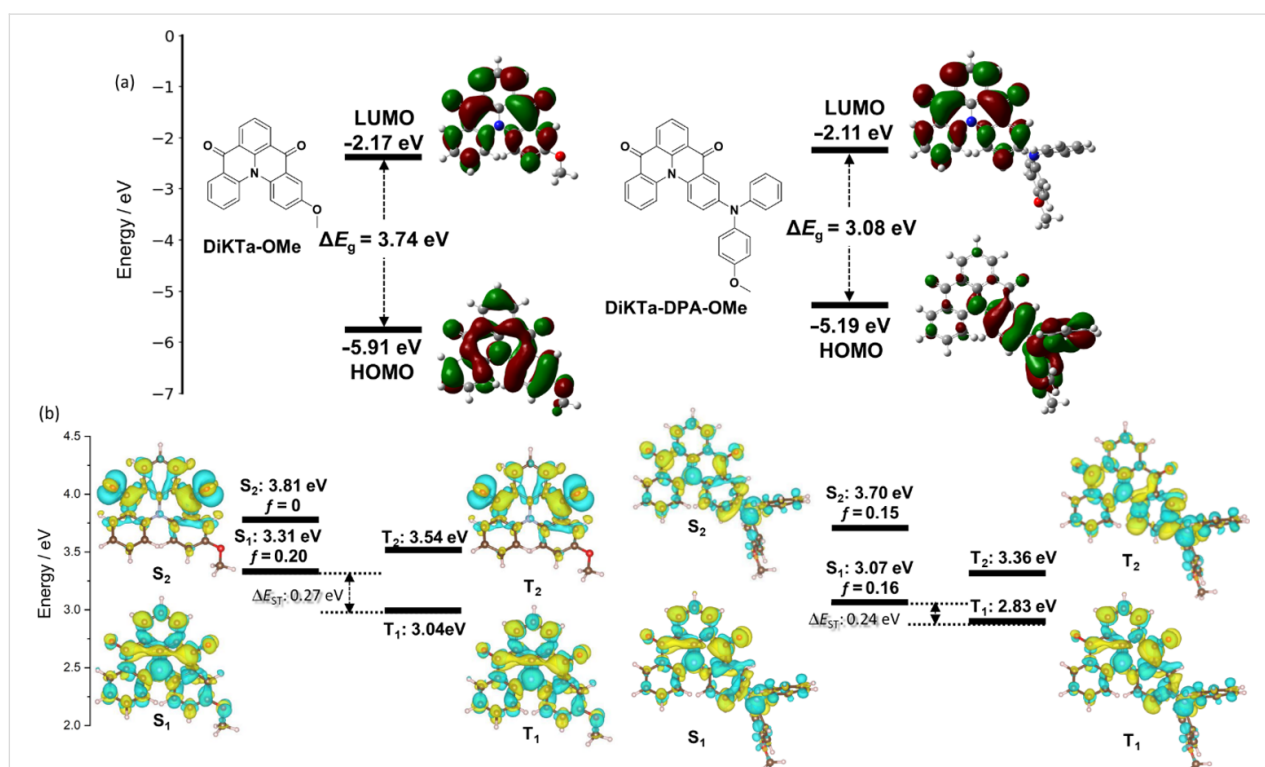 (a)
Energy / eV
0
−1
−2
−3
−4
−5
−6
−7
O
O
N
O
DiKTa-OMe
LUMO
−2.17 eV
ΔEg = 3.74 eV
−5.91 eV
HOMO
O
O
N
N
O
DiKTa-DPA-OMe
LUMO
−2.11 eV
ΔEg = 3.08 eV
−5.19 eV
HOMO
(b)
Energy / eV
4.5
4.0
3.5
3.0
2.5
2.0
S2
S1
S2: 3.81 eV
f = 0
S1: 3.31 eV
f = 0.20
ΔEST: 0.27 eV
T2: 3.54 eV
T1: 3.04eV
T2
T1
S2
S1
S2: 3.70 eV
f = 0.15
S1: 3.07 eV
f = 0.16
ΔEST: 0.24 eV
T2: 3.36 eV
T1: 2.83 eV
T2
T1